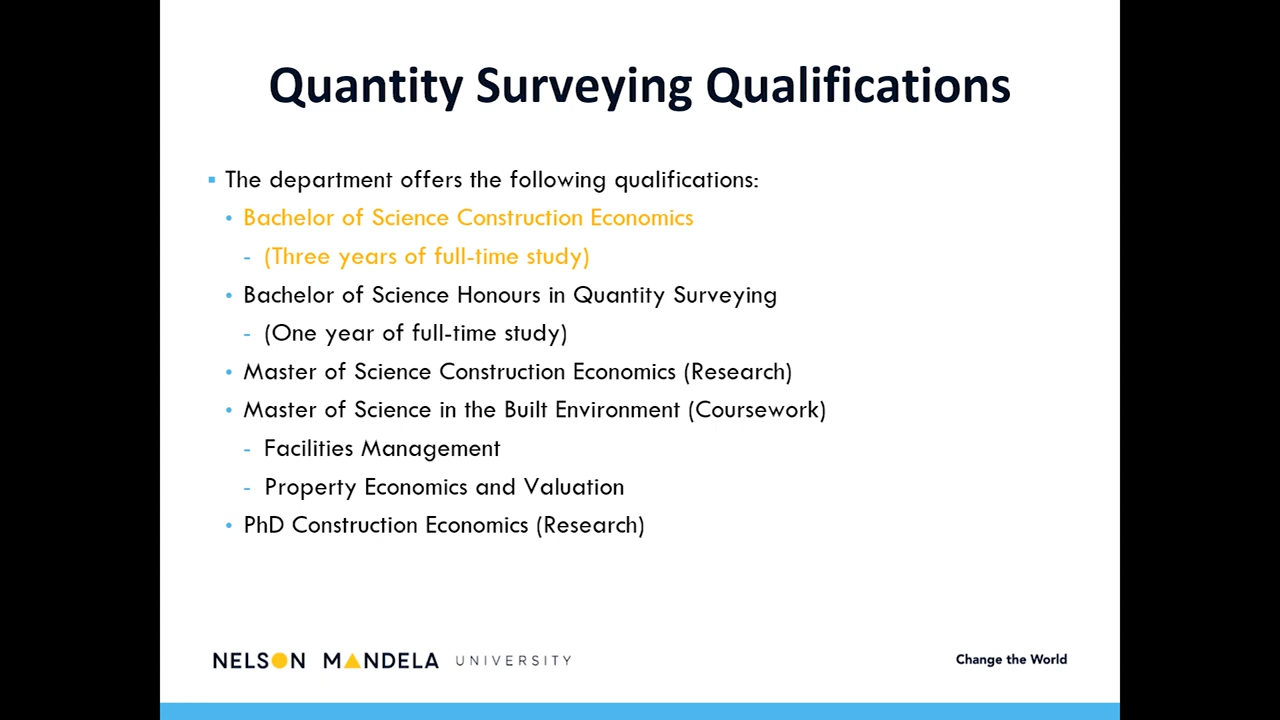 Quantity Surveying Qualifications
The department offers the following qualifications:
Bachelor of Science Construction Economics
- (Three years of full-time study)
Bachelor of Science Honours in Quantity Surveying
- (One year of full-time study)
Master of Science Construction Economics (Research)
Master of Science in the Built Environment (Coursework)
- Facilities Management
- Property Economics and Valuation
PhD Construction Economics (Research)
NELSON MANDELA UNIVERSITY
Change the World